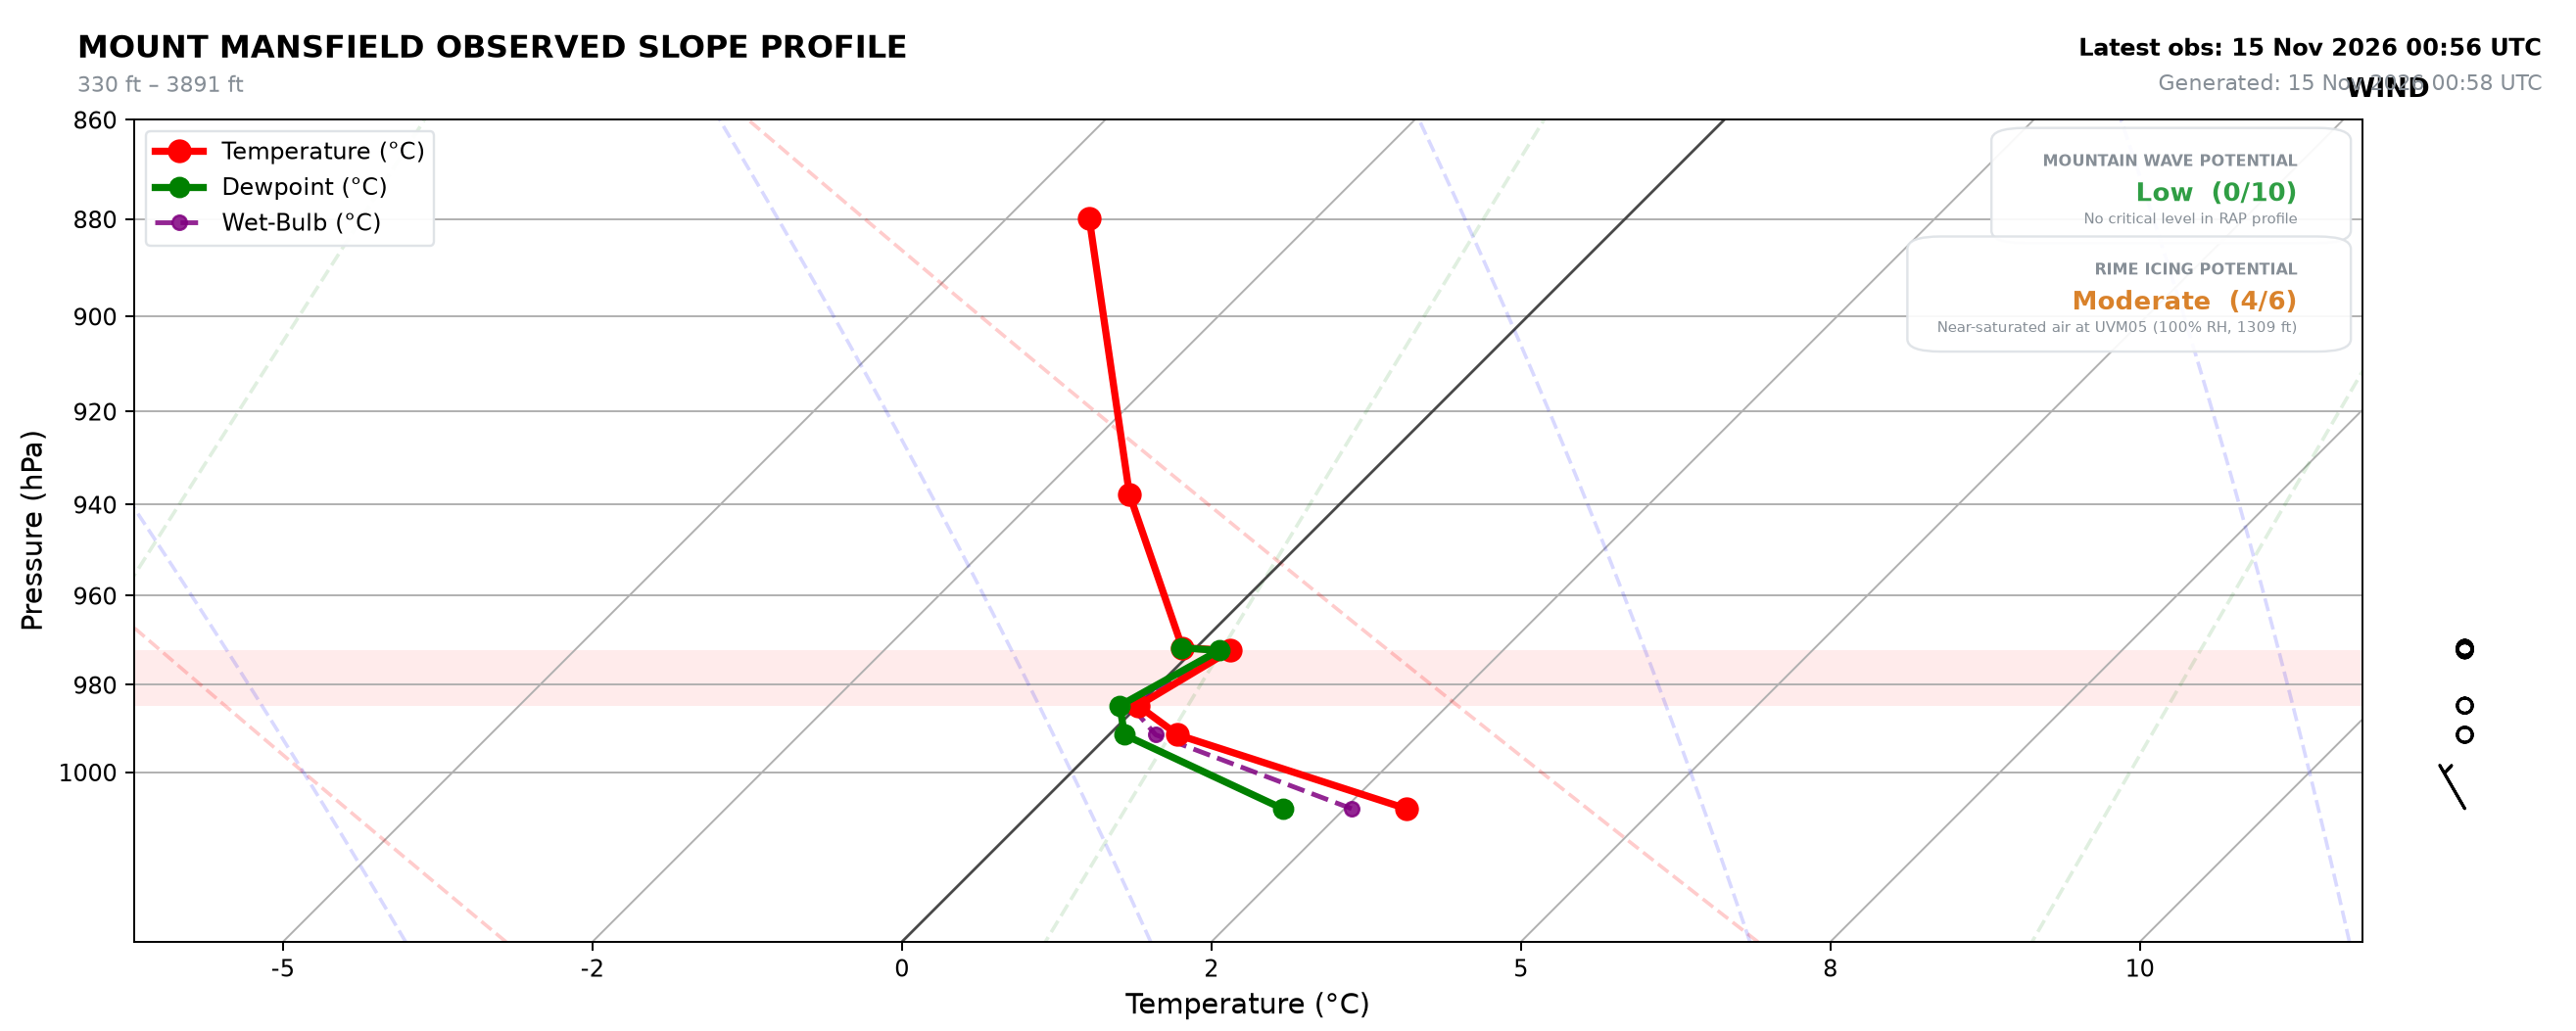 MOUNT MANSFIELD OBSERVED SLOPE PROFILE
330 ft – 3891 ft
Latest obs: 15 Nov 2026 00:56 UTC
Generated: 15 Nov 2026 00:58 UTC
WIND
Temperature (°C)
Dewpoint (°C)
Wet-Bulb (°C)
MOUNTAIN WAVE POTENTIAL
Low (0/10)
No critical level in RAP profile
RIME ICING POTENTIAL
Moderate (4/6)
Near-saturated air at UVM05 (100% RH, 1309 ft)
Pressure (hPa)
860
880
900
920
940
960
980
1000
-5 -2 0 2 5 8 10
Temperature (°C)